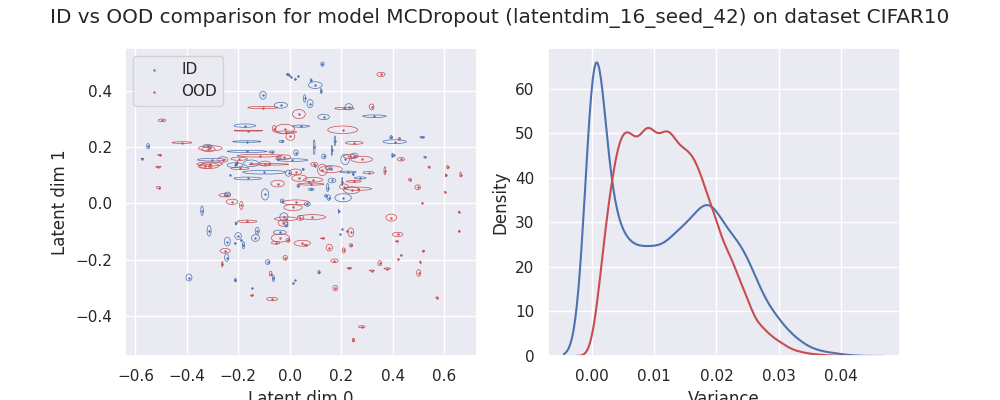 ID vs OOD comparison for model MCDropout (latentdim_16_seed_42) on dataset CIFAR10
ID
OOD
Latent dim 1
0.4
0.2
0.0
−0.2
−0.4
−0.6 −0.4 −0.2 0.0 0.2 0.4 0.6
Latent dim 0
Density
60
50
40
30
20
10
0
0.00 0.01 0.02 0.03 0.04
Variance